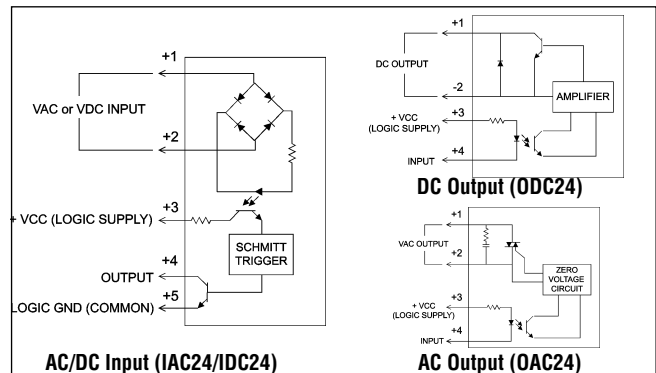 +1
VAC or VDC INPUT
+2
+ VCC (LOGIC SUPPLY)
+3
SCHMITT
TRIGGER
+4
OUTPUT
+5
LOGIC GND (COMMON)
AC/DC Input (IAC24/IDC24)
+1
DC OUTPUT
-2
AMPLIFIER
+3
+ VCC
(LOGIC SUPPLY)
+4
INPUT
DC Output (ODC24)
+1
VAC OUTPUT
+2
ZERO
VOLTAGE
CIRCUIT
+3
+ VCC
(LOGIC SUPPLY)
+4
INPUT
AC Output (OAC24)